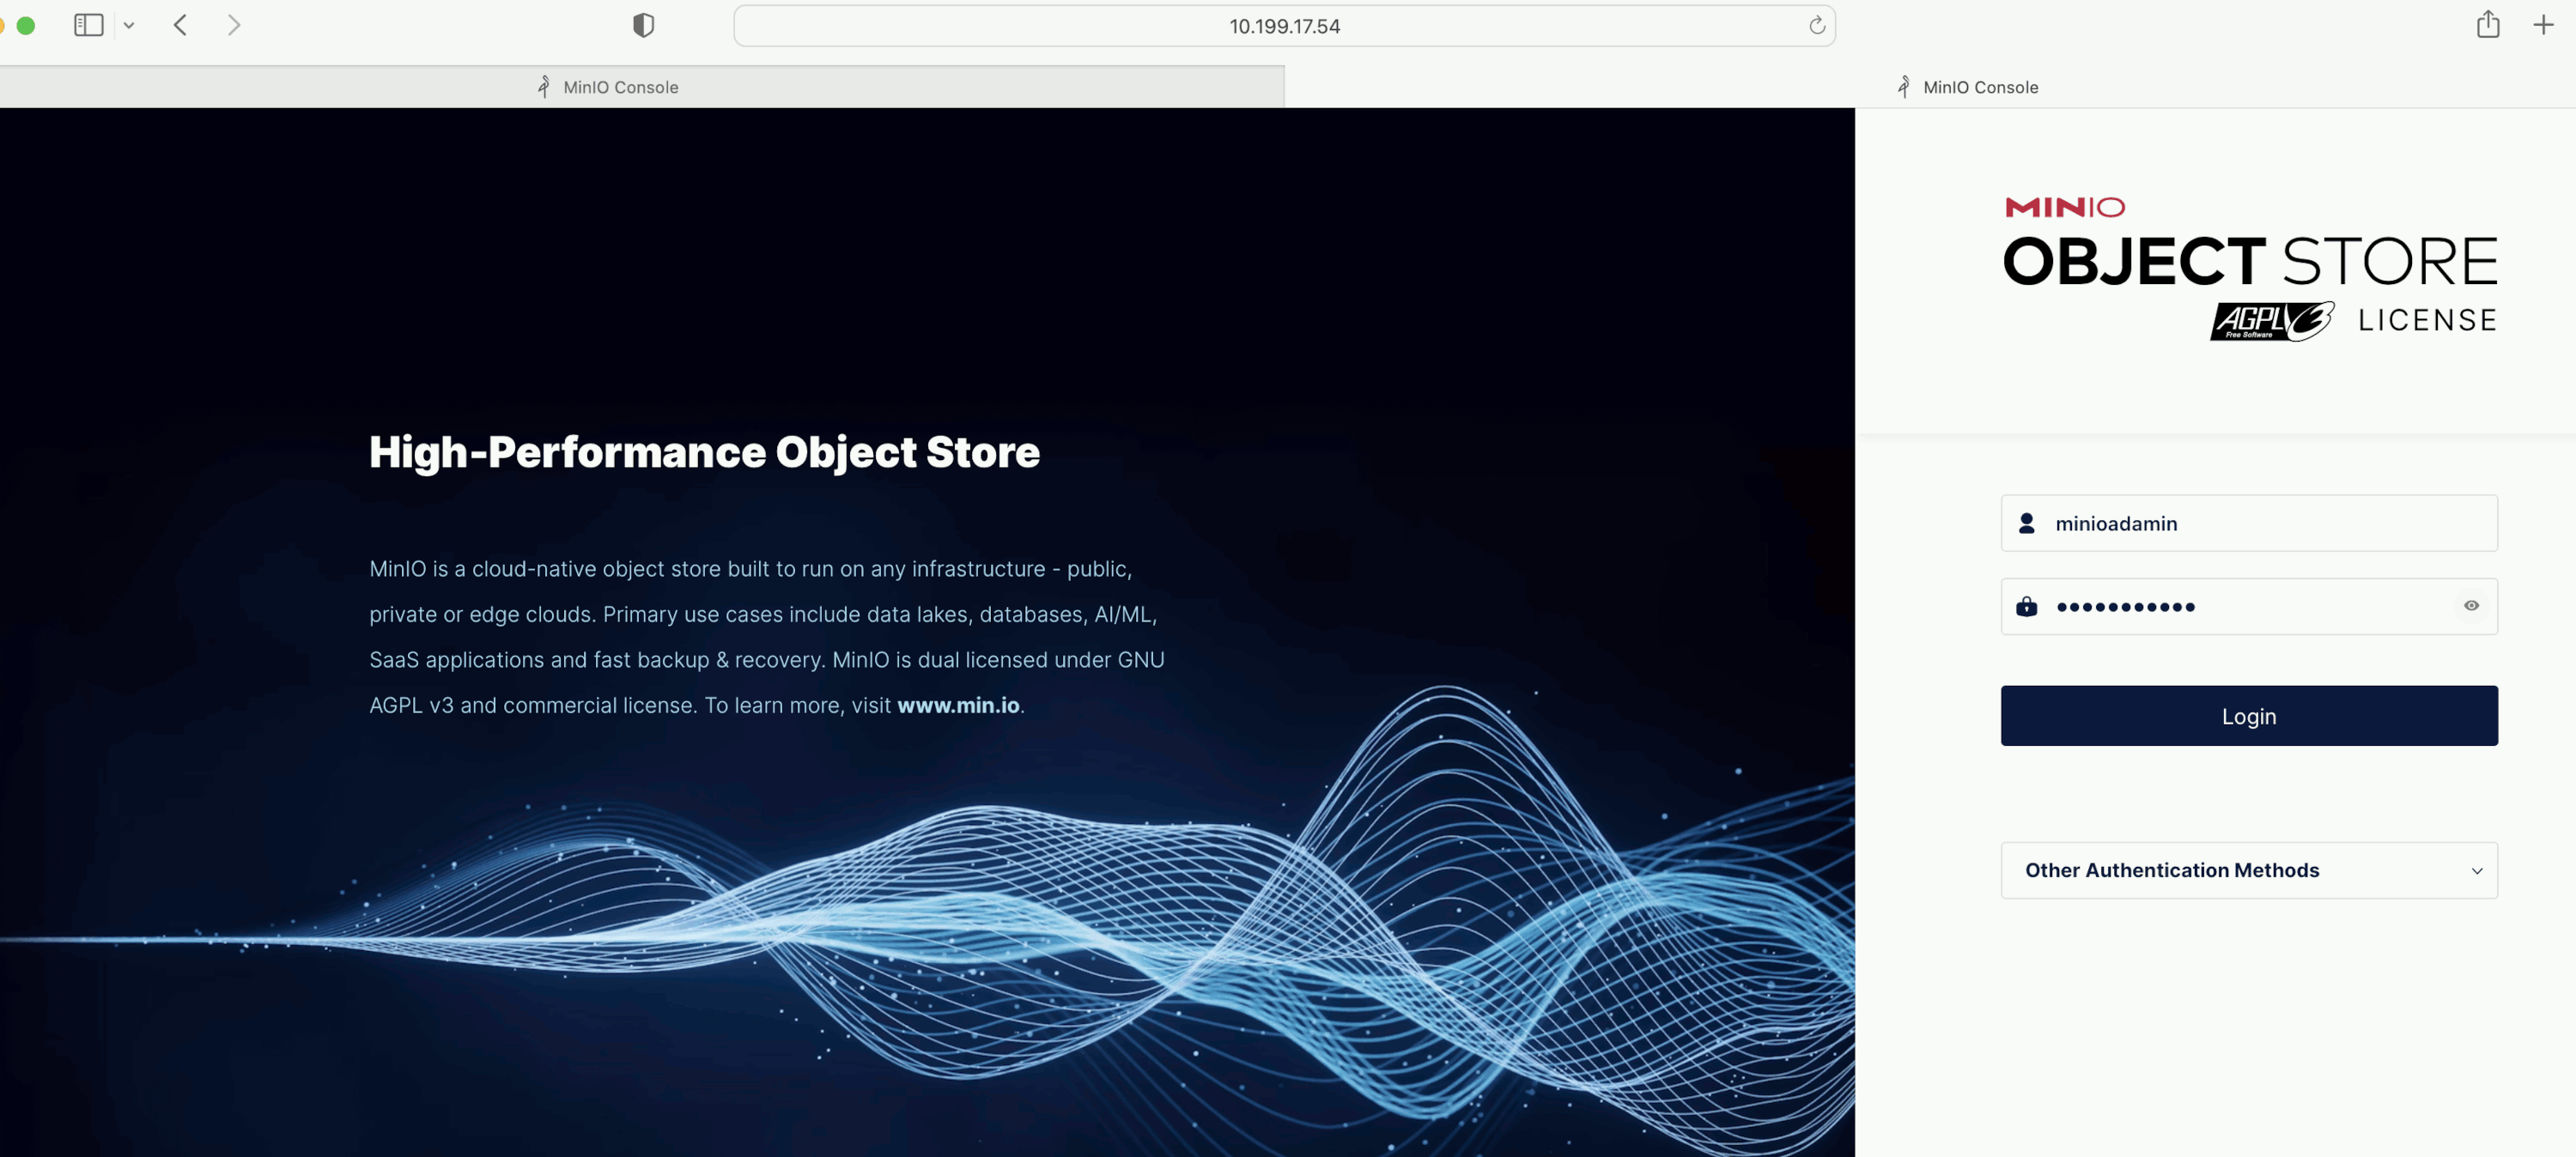 10.199.17.54
MinIO Console
MinIO Console
MINIO
OBJECT STORE
AGPLV3 LICENSE
Free Software
High-Performance Object Store
MinIO is a cloud-native object store built to run on any infrastructure - public,
private or edge clouds. Primary use cases include data lakes, databases, AI/ML,
SaaS applications and fast backup & recovery. MinIO is dual licensed under GNU
AGPL v3 and commercial license. To learn more, visit www.min.io.
minioadamin
•••••••••••
Login
Other Authentication Methods